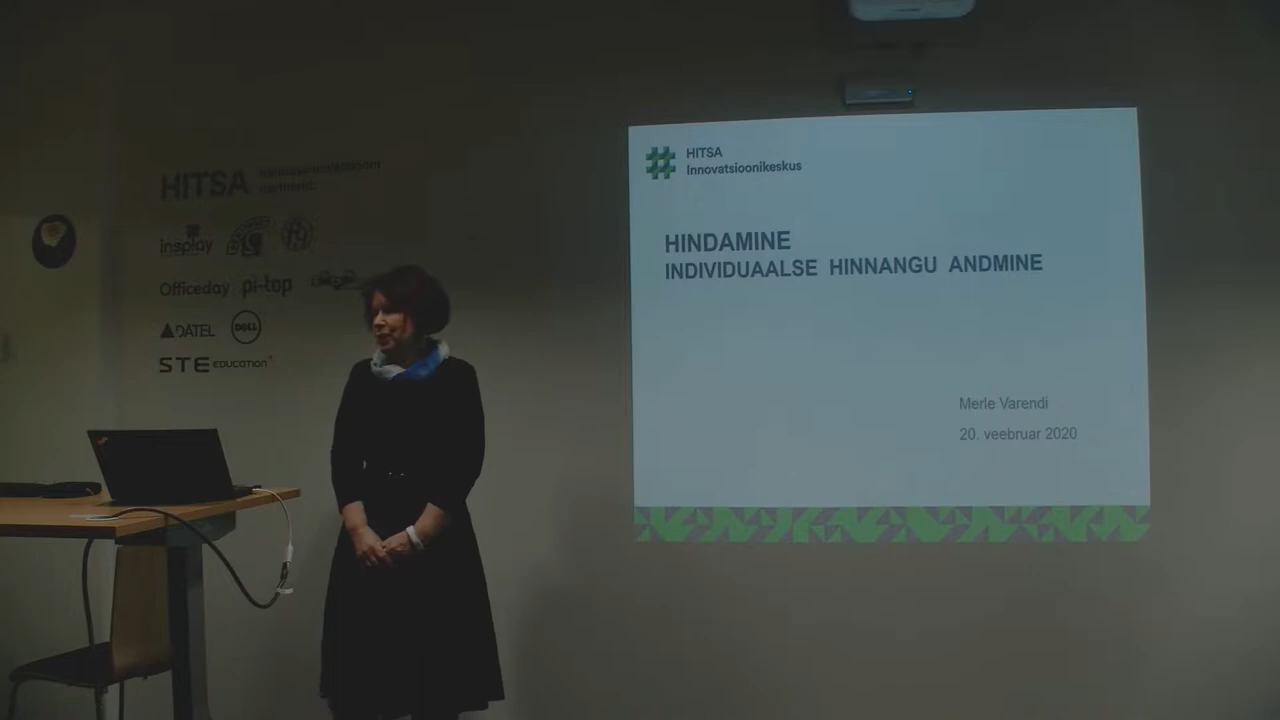 HITSA
insplay
Officeday
pi-top
DATEL
DELL
STE EDUCATION
HITSA
Innovatsioonikeskus
HINDAMINE
INDIVIDUAALSE HINNANGU ANDMINE
Merle Varendi
20. veebruar 2020